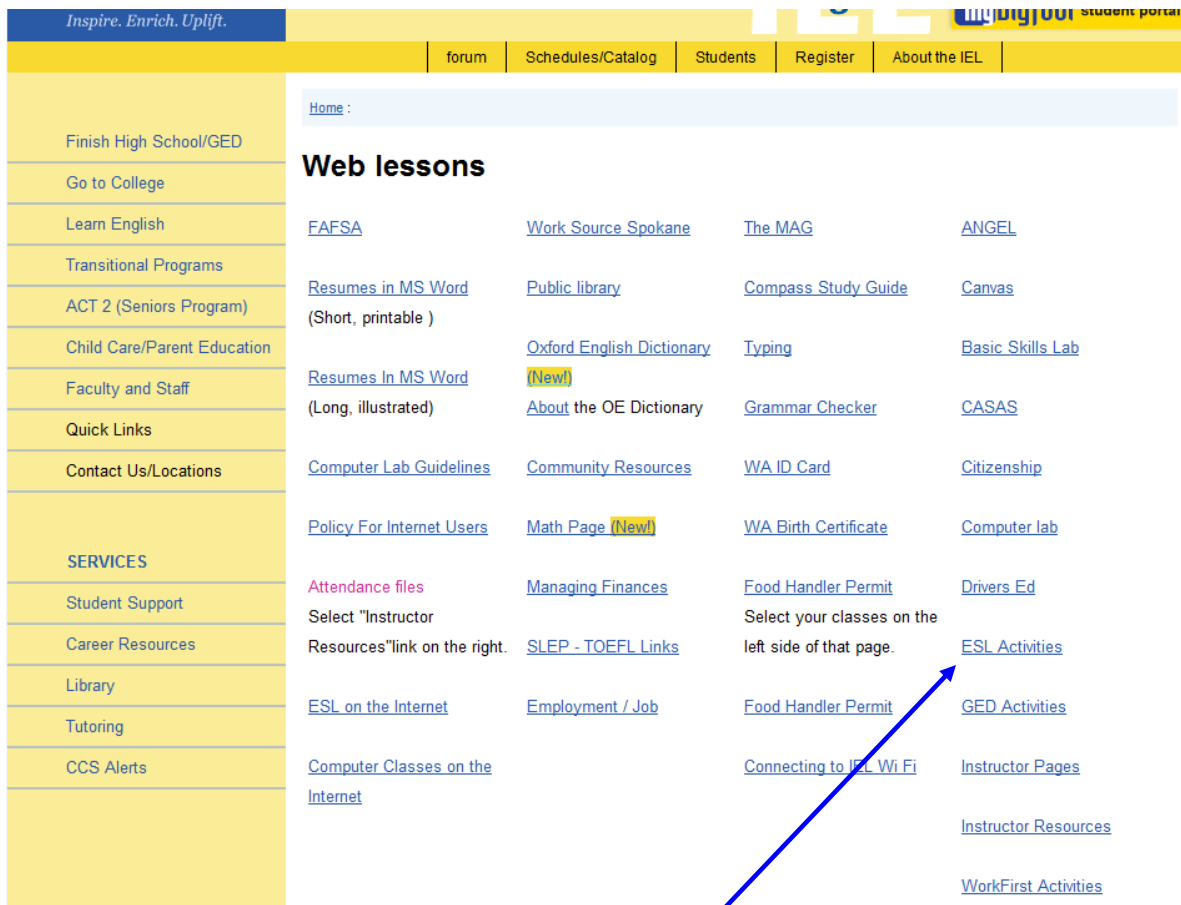 Inspire. Enrich. Uplift.
student portal
forum
Schedules/Catalog
Students
Register
About the IEL
Home :
Finish High School/GED
Go to College
Learn English
Transitional Programs
ACT 2 (Seniors Program)
Child Care/Parent Education
Faculty and Staff
Quick Links
Contact Us/Locations
SERVICES
Student Support
Career Resources
Library
Tutoring
CCS Alerts
Web lessons
FAFSA
Resumes in MS Word
(Short, printable )
Resumes In MS Word
(Long, illustrated)
Computer Lab Guidelines
Policy For Internet Users
Attendance files
Select "Instructor
Resources"link on the right.
ESL on the Internet
Computer Classes on the
Internet
Work Source Spokane
Public library
Oxford English Dictionary
(New!)
About the OE Dictionary
Community Resources
Math Page (New!)
Managing Finances
SLEP - TOEFL Links
Employment / Job
The MAG
Compass Study Guide
Typing
Grammar Checker
WA ID Card
WA Birth Certificate
Food Handler Permit
Select your classes on the
left side of that page.
Food Handler Permit
Connecting to IEL Wi Fi
ANGEL
Canvas
Basic Skills Lab
CASAS
Citizenship
Computer lab
Drivers Ed
ESL Activities
GED Activities
Instructor Pages
Instructor Resources
WorkFirst Activities